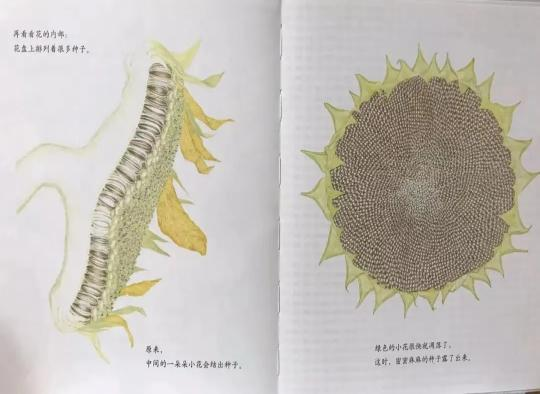 再看看花的内部：
花盘上排列着很多种子。
原来，
中间的一朵朵小花会结出种子。
绿色的小花很快就凋落了。
这时，密密麻麻的种子露了出来。